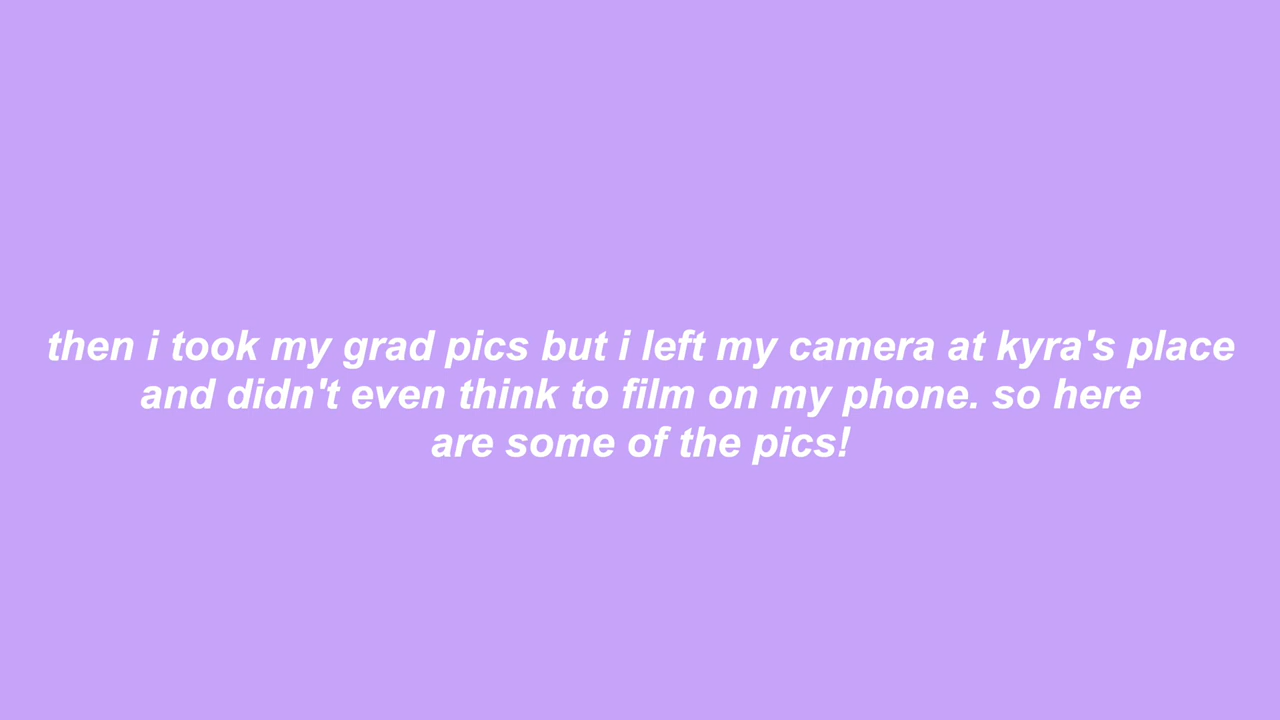 then i took my grad pics but i left my camera at kyra's place
and didn't even think to film on my phone. so here
are some of the pics!